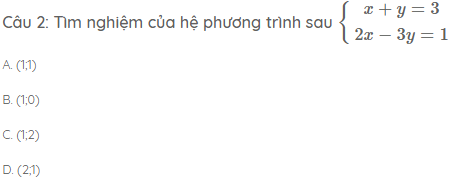 Câu 2: Tìm nghiệm của hệ phương trình sau { x + y = 3
2x − 3y = 1
A. (1;1)
B. (1;0)
C. (1;2)
D. (2;1)